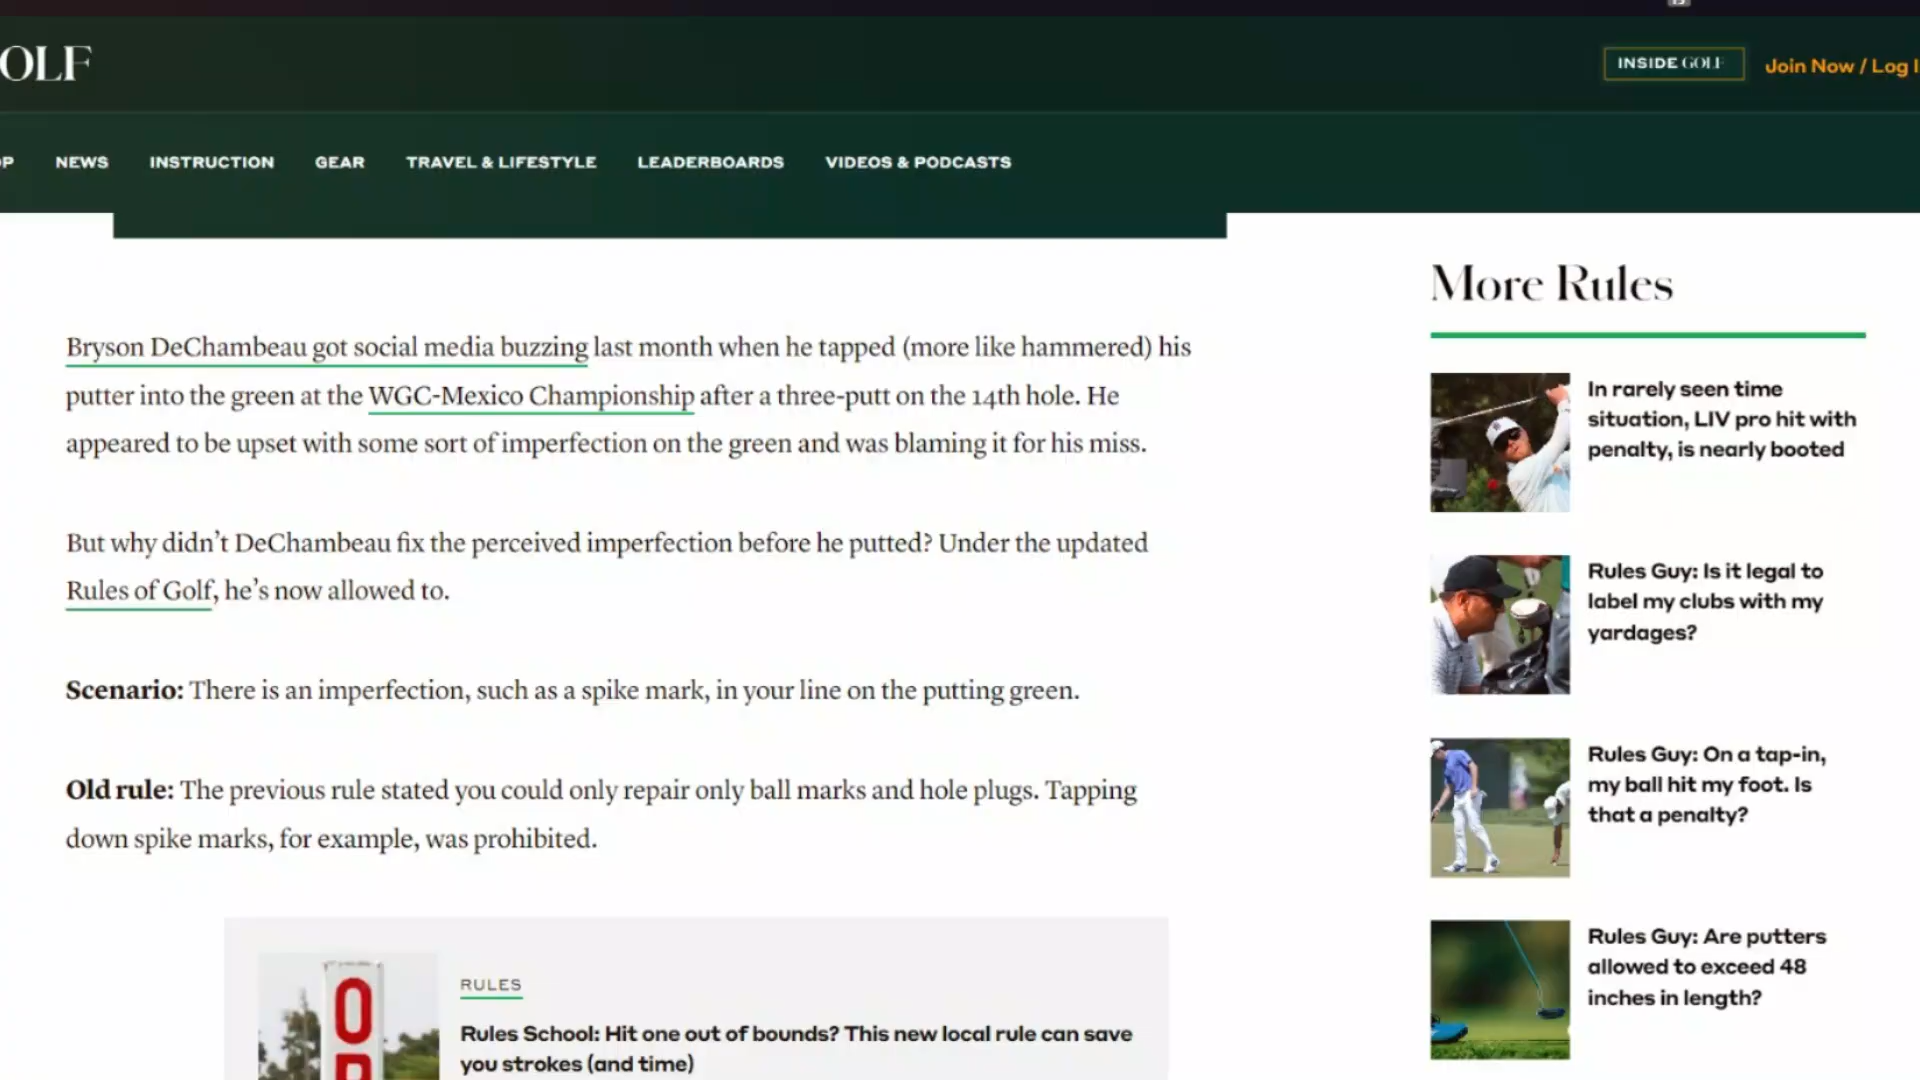 OLF
INSIDE GOLF
Join Now / Log I
OP
NEWS
INSTRUCTION
GEAR
TRAVEL & LIFESTYLE
LEADERBOARDS
VIDEOS & PODCASTS
Bryson DeChambeau got social media buzzing last month when he tapped (more like hammered) his
putter into the green at the WGC-Mexico Championship after a three-putt on the 14th hole. He
appeared to be upset with some sort of imperfection on the green and was blaming it for his miss.
But why didn’t DeChambeau fix the perceived imperfection before he putted? Under the updated
Rules of Golf, he’s now allowed to.
Scenario: There is an imperfection, such as a spike mark, in your line on the putting green.
Old rule: The previous rule stated you could only repair only ball marks and hole plugs. Tapping
down spike marks, for example, was prohibited.
O
RULES
Rules School: Hit one out of bounds? This new local rule can save
you strokes (and time)
More Rules
In rarely seen time
situation, LIV pro hit with
penalty, is nearly booted
Rules Guy: Is it legal to
label my clubs with my
yardages?
Rules Guy: On a tap-in,
my ball hit my foot. Is
that a penalty?
Rules Guy: Are putters
allowed to exceed 48
inches in length?